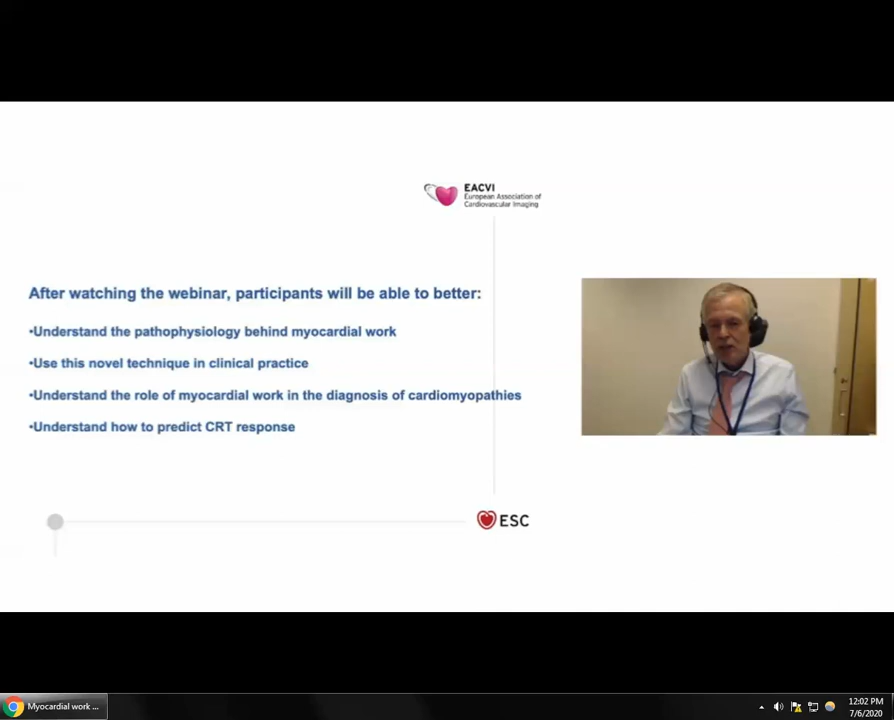 EACVI
European Association of
Cardiovascular Imaging
After watching the webinar, participants will be able to better:
•Understand the pathophysiology behind myocardial work
•Use this novel technique in clinical practice
•Understand the role of myocardial work in the diagnosis of cardiomyopathies
•Understand how to predict CRT response
ESC
Myocardial work ...
12:02 PM
7/6/2020